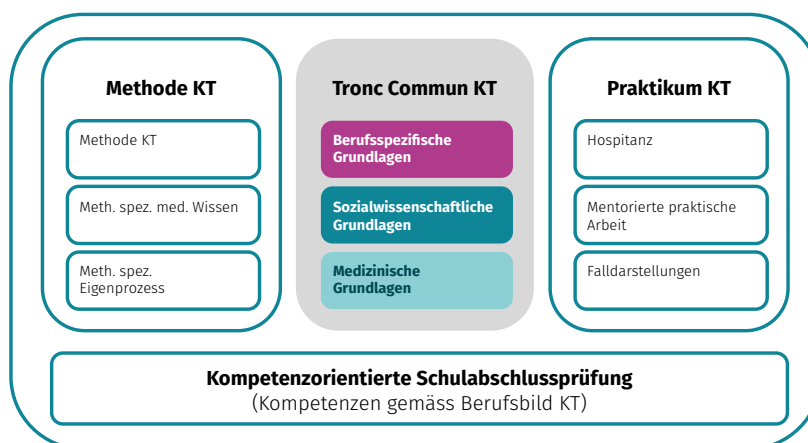 Methode KT
Methode KT
Meth. spez. med. Wissen
Meth. spez.
Eigenprozess
Tronc Commun KT
Berufsspezifische
Grundlagen
Sozialwissenschaftliche
Grundlagen
Medizinische
Grundlagen
Praktikum KT
Hospitanz
Mentorierte praktische
Arbeit
Falldarstellungen
Kompetenzorientierte Schulabschlussprüfung
(Kompetenzen gemäss Berufsbild KT)